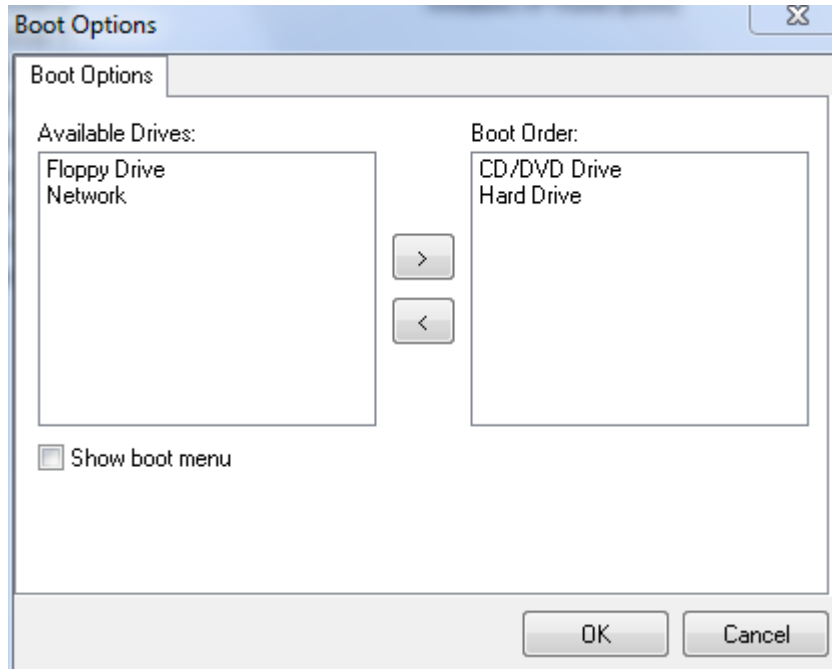 Boot Options
Boot Options
Available Drives:
Floppy Drive
Network
>
<
Boot Order:
CD/DVD Drive
Hard Drive
Show boot menu
OK
Cancel